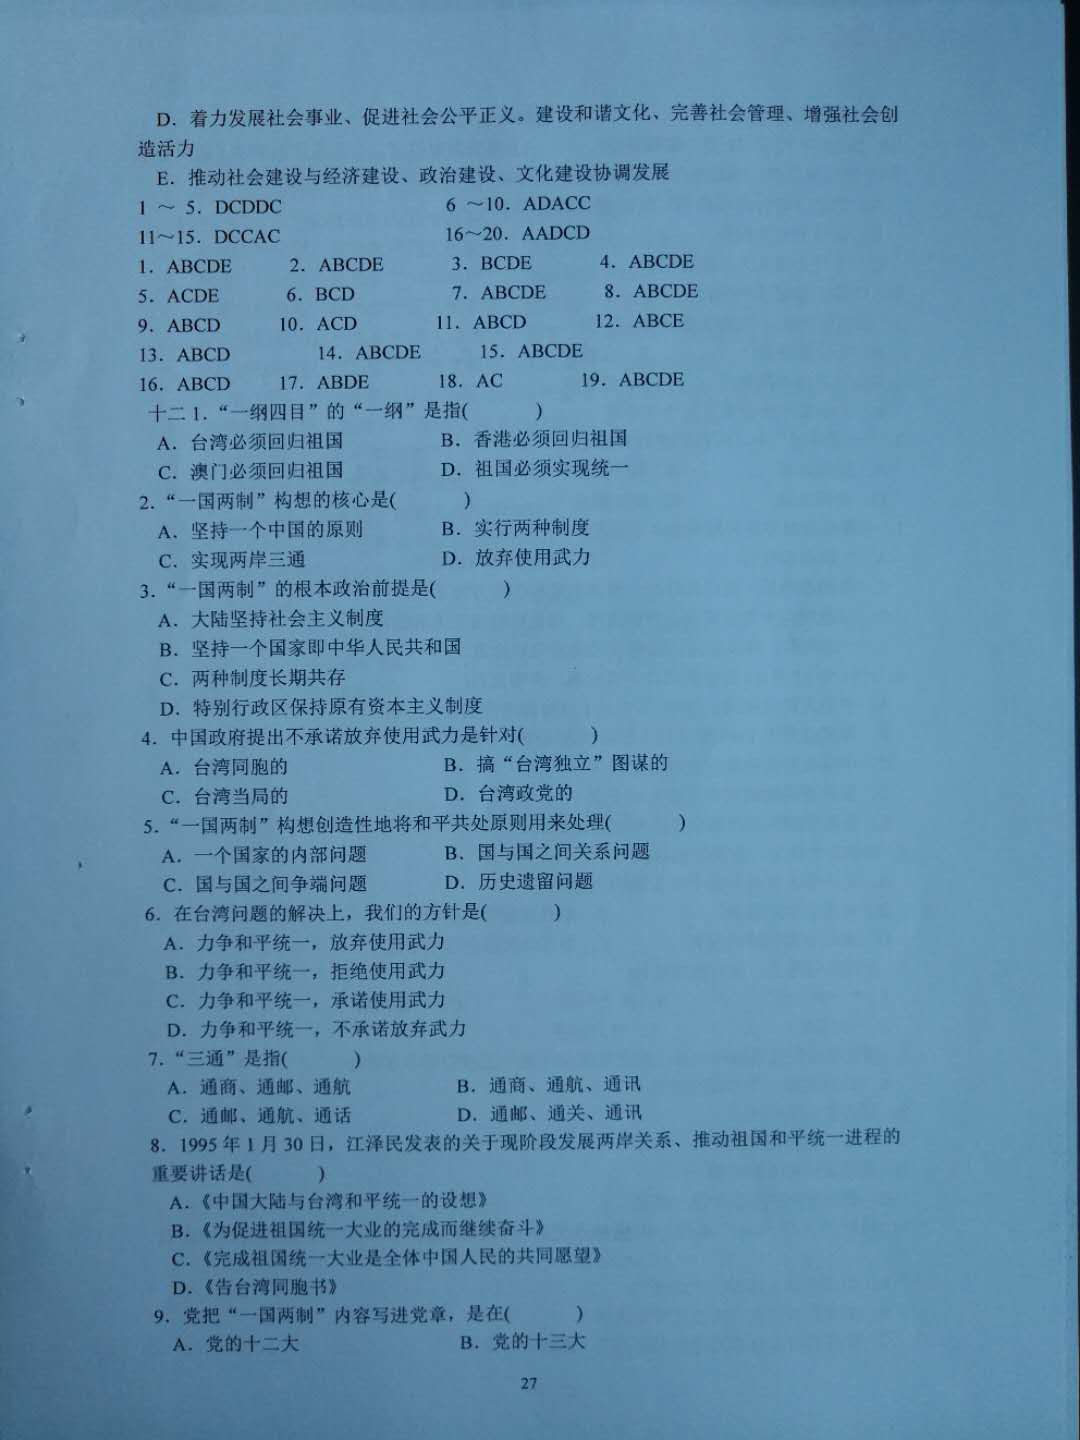 D．着力发展社会事业、促进社会公平正义。建设和谐文化、完善社会管理、增强社会创
造活力
E．推动社会建设与经济建设、政治建设、文化建设协调发展
1 ～ 5．DCDDC 6 ～10．ADACC
11～15．DCCAC 16～20．AADCD
1．ABCDE 2．ABCDE 3．BCDE 4．ABCDE
5．ACDE 6．BCD 7．ABCDE 8．ABCDE
9．ABCD 10．ACD 11．ABCD 12．ABCE
13．ABCD 14．ABCDE 15．ABCDE
16．ABCD 17．ABDE 18．AC 19．ABCDE
十二 1．“一纲四目”的“一纲”是指( )
A．台湾必须回归祖国 B．香港必须回归祖国
C．澳门必须回归祖国 D．祖国必须实现统一
2．“一国两制”构想的核心是( )
A．坚持一个中国的原则 B．实行两种制度
C．实现两岸三通 D．放弃使用武力
3．“一国两制”的根本政治前提是( )
A．大陆坚持社会主义制度
B．坚持一个国家即中华人民共和国
C．两种制度长期共存
D．特别行政区保持原有资本主义制度
4．中国政府提出不承诺放弃使用武力是针对( )
A．台湾同胞的 B．搞“台湾独立”图谋的
C．台湾当局的 D．台湾政党的
5．“一国两制”构想创造性地将和平共处原则用来处理( )
A．一个国家的内部问题 B．国与国之间关系问题
C．国与国之间争端问题 D．历史遗留问题
6．在台湾问题的解决上，我们的方针是( )
A．力争和平统一，放弃使用武力
B．力争和平统一，拒绝使用武力
C．力争和平统一，承诺使用武力
D．力争和平统一，不承诺放弃武力
7．“三通”是指( )
A．通商、通邮、通航 B．通商、通航、通讯
C．通邮、通航、通话 D．通邮、通关、通讯
8．1995 年 1 月 30 日，江泽民发表的关于现阶段发展两岸关系、推动祖国和平统一进程的
重要讲话是( )
A．《中国大陆与台湾和平统一的设想》
B．《为促进祖国统一大业的完成而继续奋斗》
C．《完成祖国统一大业是全体中国人民的共同愿望》
D．《告台湾同胞书》
9．党把“一国两制”内容写进党章，是在( )
A．党的十二大 B．党的十三大
27